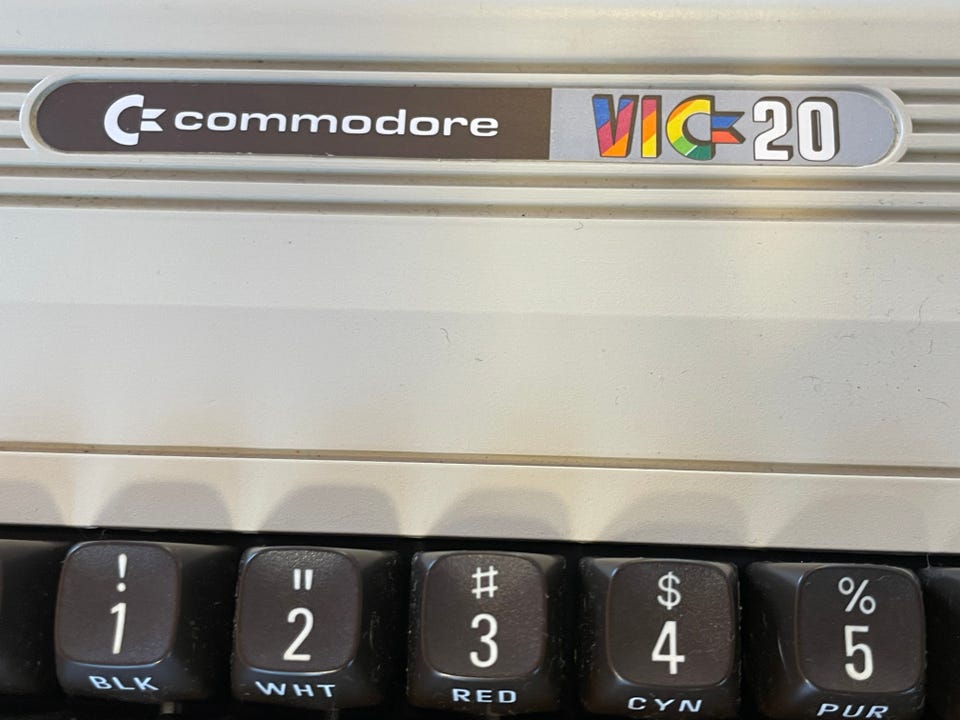 commodore VIC-20
! " # $ %
1 2 3 4 5
BLK WHT RED CYN PUR